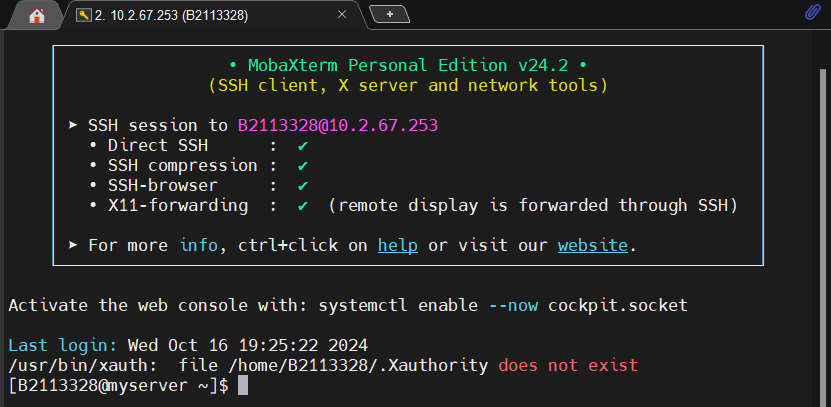 2. 10.2.67.253 (B2113328)
• MobaXterm Personal Edition v24.2 •
(SSH client, X server and network tools)
➤ SSH session to B2113328@10.2.67.253
• Direct SSH : ✔
• SSH compression : ✔
• SSH-browser : ✔
• X11-forwarding : ✔ (remote display is forwarded through SSH)
➤ For more info, ctrl+click on help or visit our website.
Activate the web console with: systemctl enable --now cockpit.socket
Last login: Wed Oct 16 19:25:22 2024
/usr/bin/xauth: file /home/B2113328/.Xauthority does not exist
[B2113328@myserver ~]$